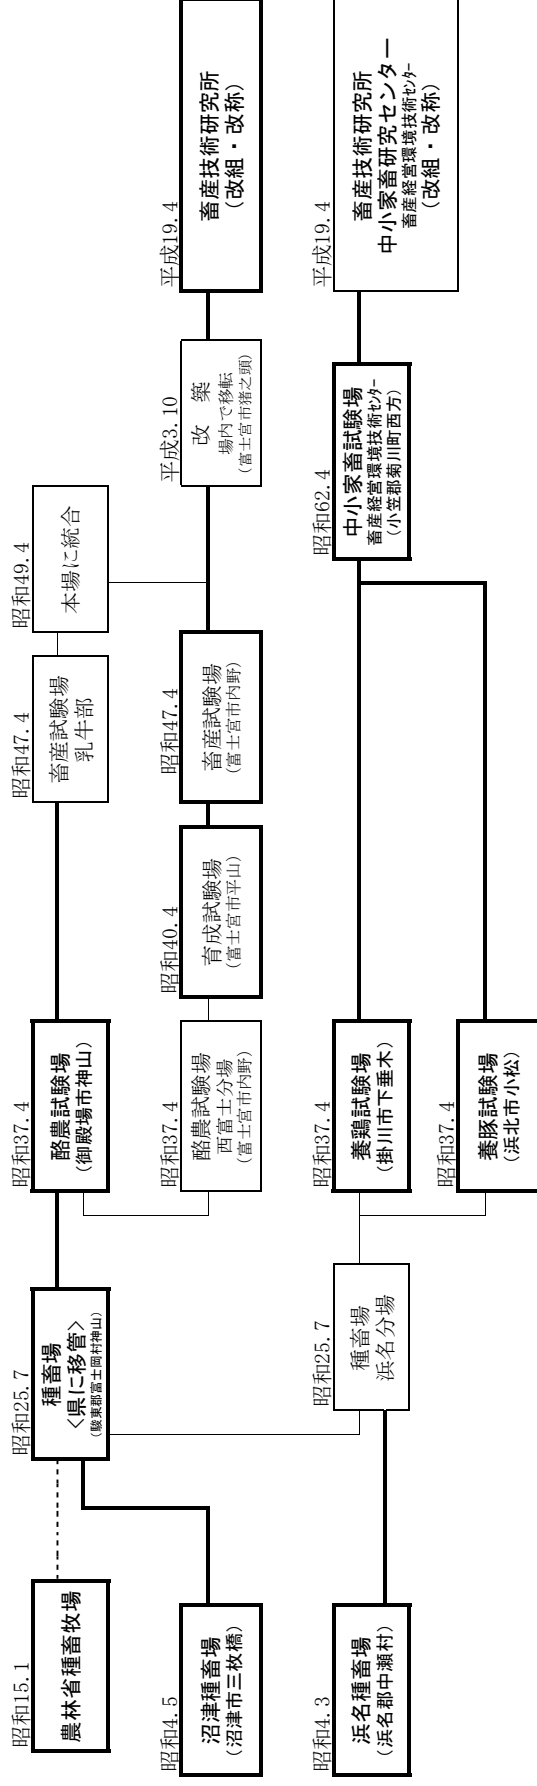 昭和15.1
農林省種畜牧場
昭和25.7
種畜場
<県に移管>
(駿東郡富士岡村神山)
昭和37.4
酪農試験場
(御殿場市神山)
昭和47.4
畜産試験場
乳牛部
昭和49.4
本場に統合
昭和4.5
沼津種畜場
(沼津市三枚橋)
昭和37.4
酪農試験場
西富士分場
(富士宮市内野)
昭和40.4
育成試験場
(富士宮市平山)
昭和47.4
畜産試験場
(富士宮市内野)
平成3.10
改 築
場内で移転
(富士宮市猪之頭)
平成19.4
畜産技術研究所
(改組・改称)
昭和4.3
浜名種畜場
(浜名郡中瀬村)
昭和25.7
種畜場
浜名分場
昭和37.4
養鶏試験場
(掛川市下垂木)
昭和62.4
中小家畜試験場
畜産経営環境技術ｾﾝﾀｰ
(小笠郡菊川町西方)
平成19.4
畜産技術研究所
中小家畜研究センター
畜産経営環境技術ｾﾝﾀｰ
(改組・改称)
昭和37.4
養豚試験場
(浜北市小松)